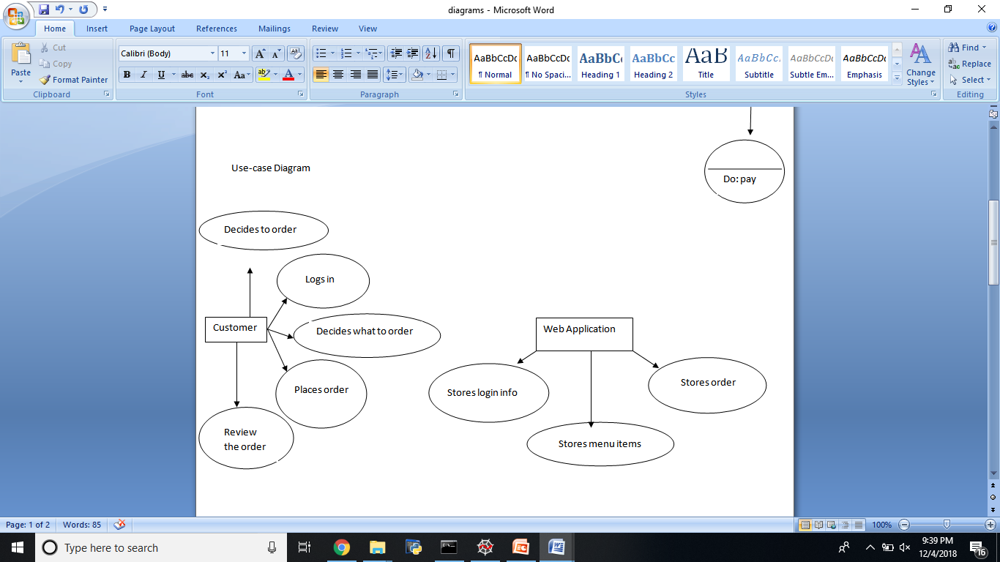 diagrams - Microsoft Word
Home Insert Page Layout References Mailings Review View
Paste
Cut
Copy
Format Painter
Clipboard
Calibri (Body) 11
B I U abc x₂ x² Aa
Font
Paragraph
AaBbCcDc AaBbCcDc AaBbC AaBbCc AaB AaBbCc. AaBbCcDc AaBbCcDc
¶ Normal ¶ No Spaci... Heading 1 Heading 2 Title Subtitle Subtle Em... Emphasis
Change Styles
Styles
Find
Replace
Select
Editing
Use-case Diagram
Do: pay
Decides to order
Logs in
Customer
Decides what to order
Places order
Review
the order
Web Application
Stores login info
Stores order
Stores menu items
Page: 1 of 2 Words: 85 100%
Type here to search
9:39 PM
12/4/2018
16